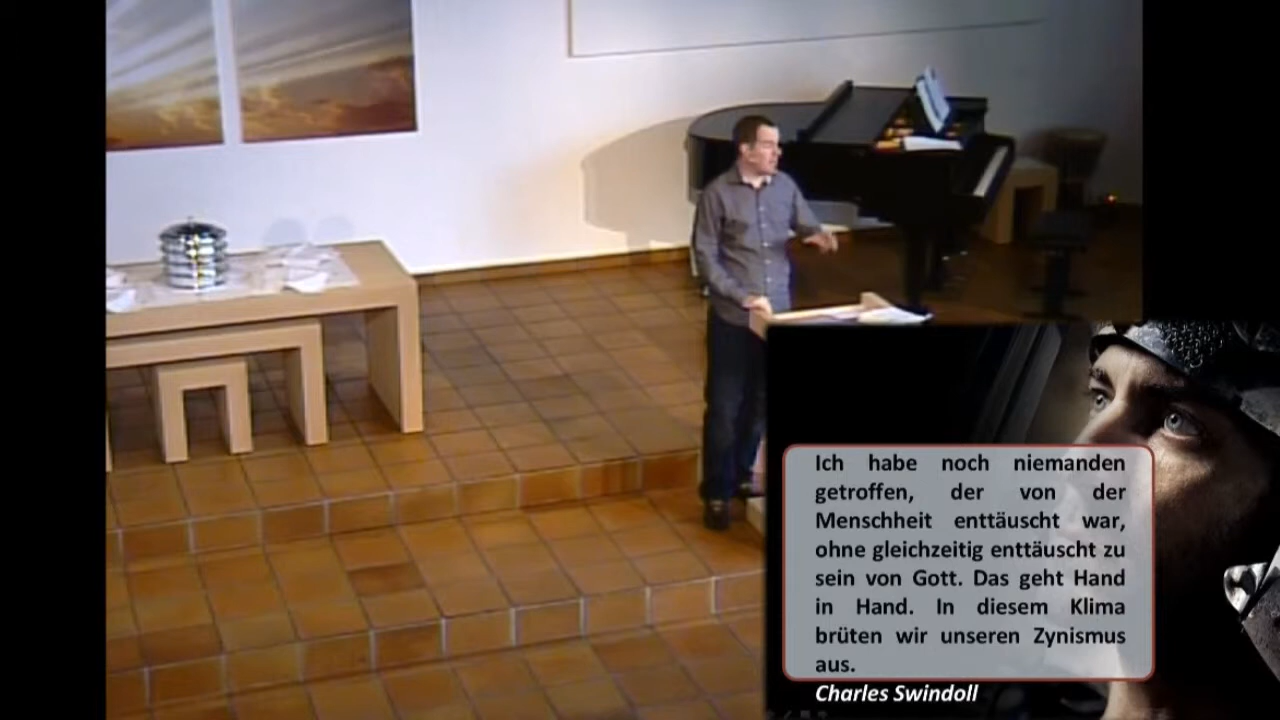 Ich habe noch niemanden
getroffen, der von der
Menschheit enttäuscht war,
ohne gleichzeitig enttäuscht zu
sein von Gott. Das geht Hand
in Hand. In diesem Klima
brüten wir unseren Zynismus
aus.
Charles Swindoll